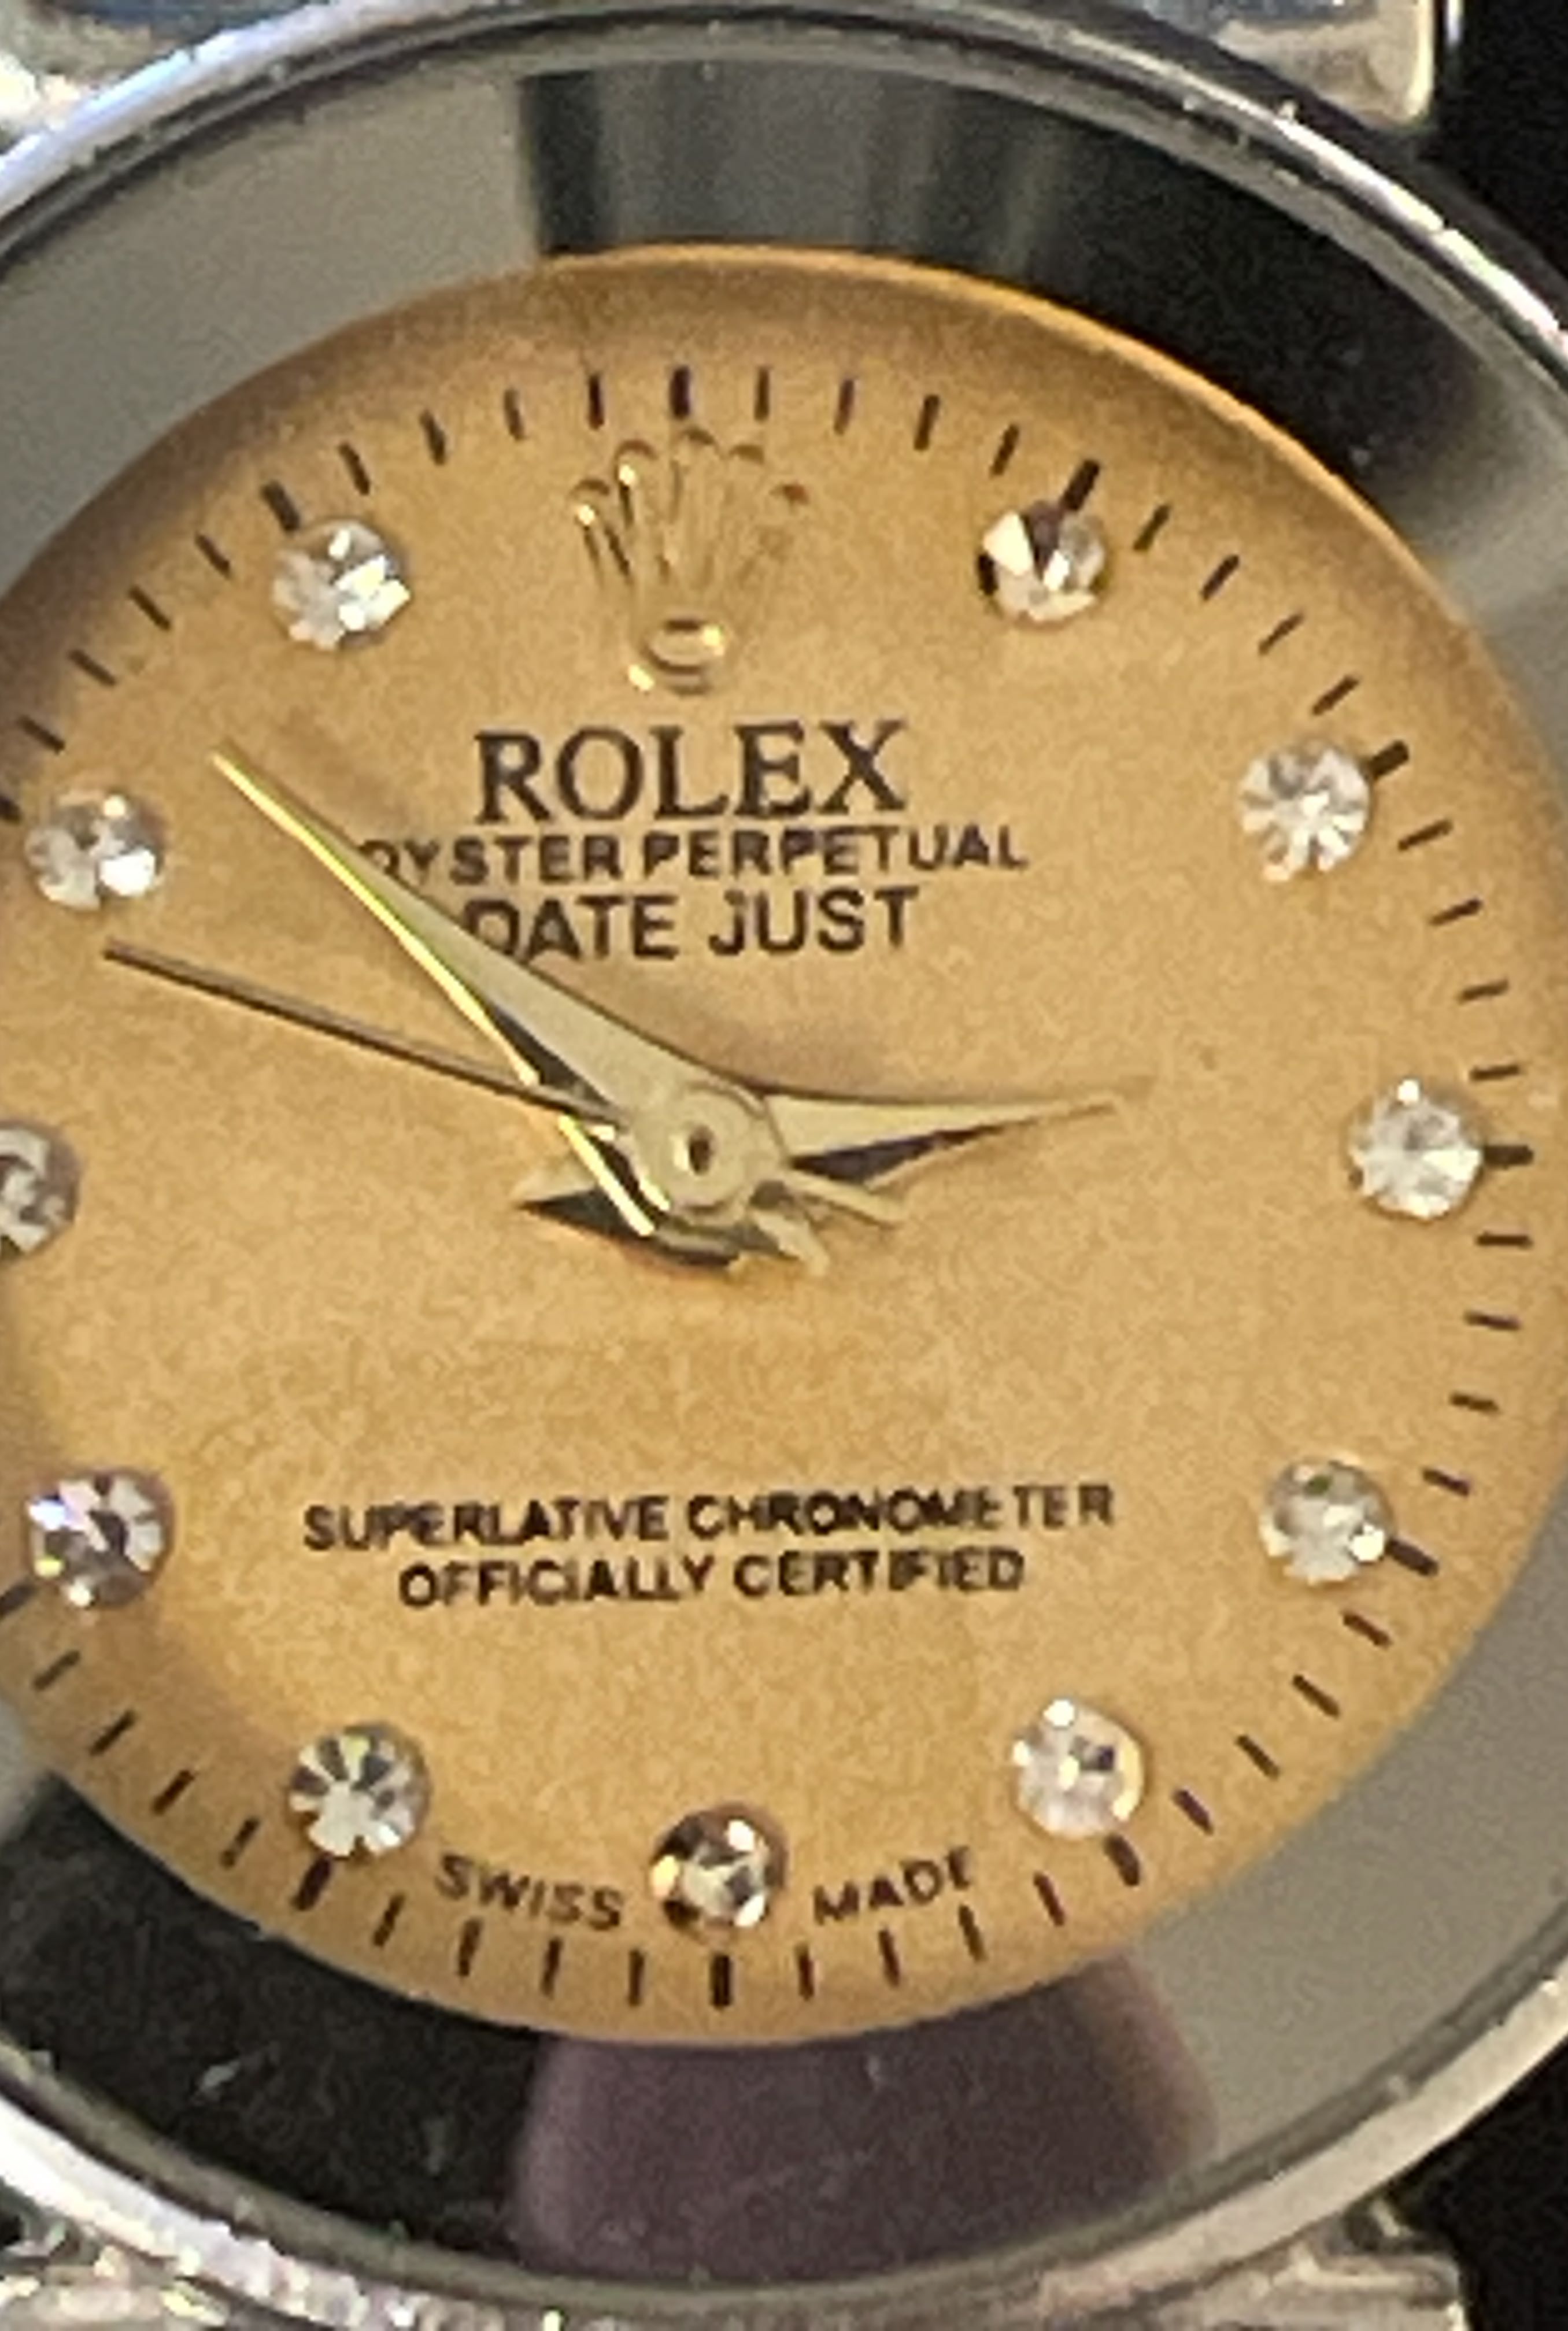 ROLEX
OYSTER PERPETUAL
DATE JUST
SUPERLATIVE CHRONOMETER
OFFICIALLY CERTIFIED
SWISS MADE